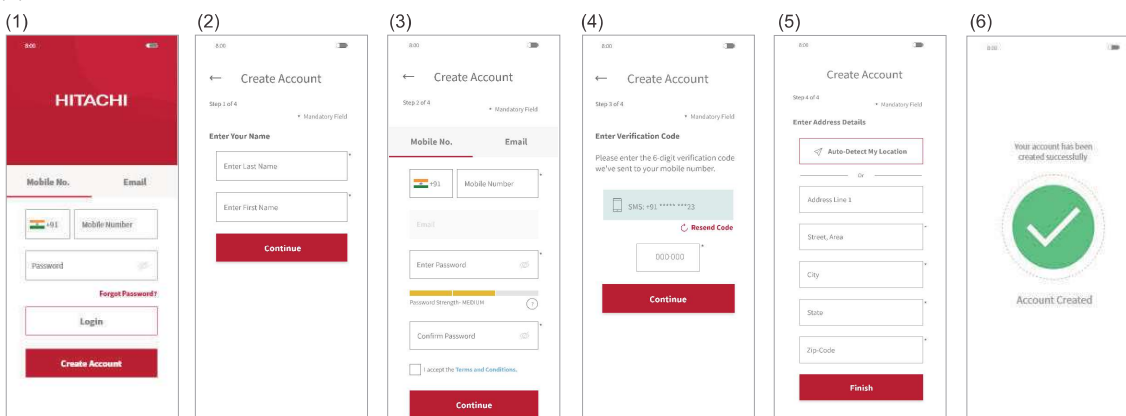 (1)
8:00
HITACHI
Mobile No. Email
+91 Mobile Number
Password
Forgot Password?
Login
Create Account
(2)
8:00
← Create Account
Step 1 of 4
* Mandatory Field
Enter Your Name
Enter Last Name *
Enter First Name *
Continue
(3)
8:00
← Create Account
Step 2 of 4
* Mandatory Field
Mobile No. Email
+91 Mobile Number *
Email
Enter Password *
Password Strength- MEDIUM ?
Confirm Password *
I accept the Terms and Conditions.
Continue
(4)
8:00
← Create Account
Step 3 of 4
* Mandatory Field
Enter Verification Code
Please enter the 6-digit verification code
we've sent to your mobile number.
SMS: +91 ***** ***23
Resend Code
000-000 *
Continue
(5)
8:00
Create Account
Step 4 of 4
* Mandatory Field
Enter Address Details
Auto-Detect My Location
or
Address Line 1
Street, Area *
City *
State *
Zip-Code *
Finish
(6)
8:00
Your account has been
created successfully
Account Created